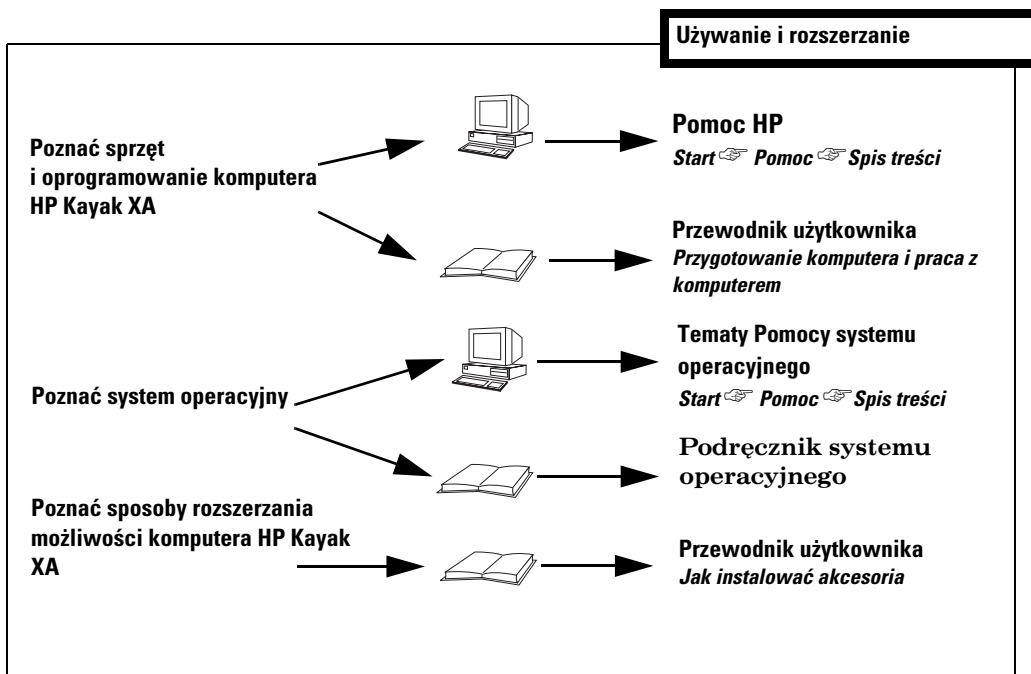 Używanie i rozszerzanie
Poznać sprzęt
i oprogramowanie komputera
HP Kayak XA
Pomoc HP
Start ☞ Pomoc ☞ Spis treści
Przewodnik użytkownika
Przygotowanie komputera i praca z
komputerem
Poznać system operacyjny
Tematy Pomocy systemu
operacyjnego
Start ☞ Pomoc ☞ Spis treści
Podręcznik systemu
operacyjnego
Poznać sposoby rozszerzania
możliwości komputera HP Kayak
XA
Przewodnik użytkownika
Jak instalować akcesoria